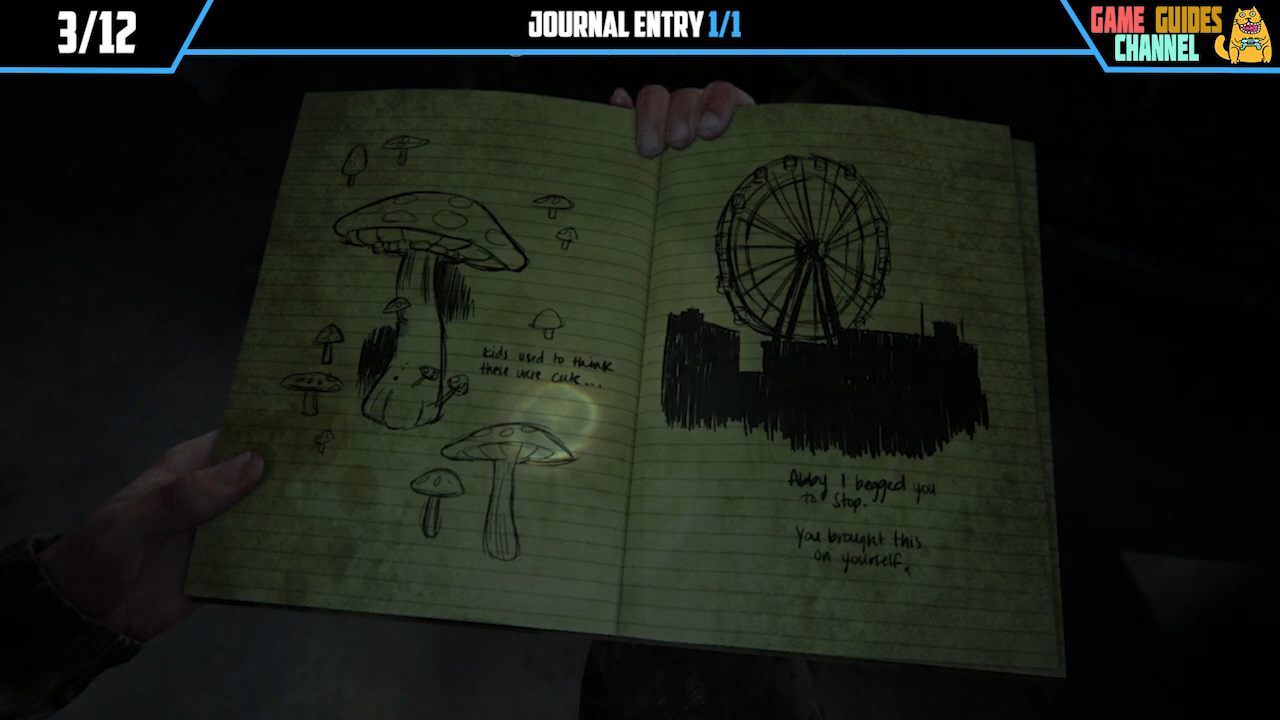 3/12
JOURNAL ENTRY 1/1
GAME GUIDES
CHANNEL
kids used to think
these were cute...
Abby I begged you
to stop.
You brought this
on yourself.